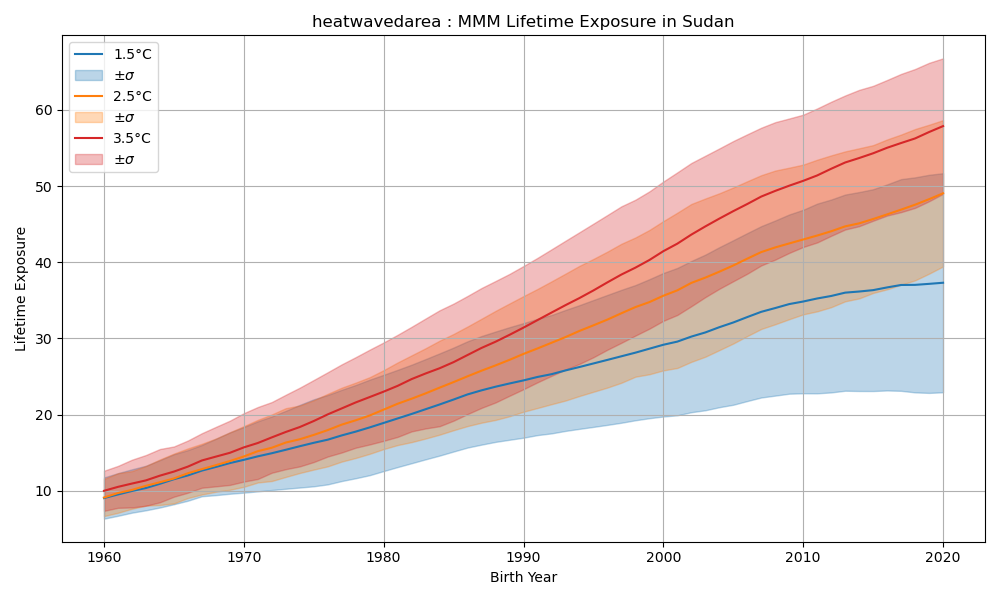 heatwavedarea : MMM Lifetime Exposure in Sudan
1.5°C
±σ
2.5°C
±σ
3.5°C
±σ
Lifetime Exposure
60
50
40
30
20
10
1960 1970 1980 1990 2000 2010 2020
Birth Year